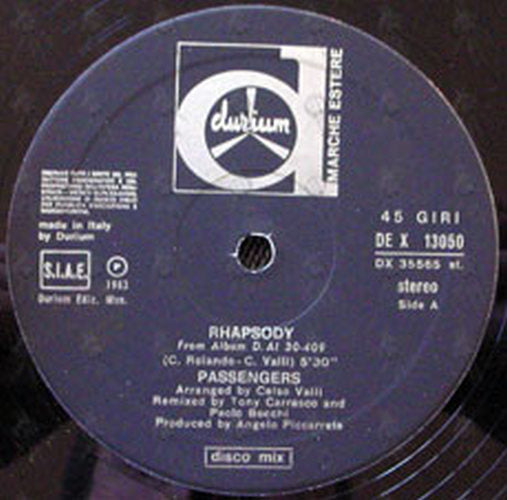 durium
MARCHE ESTERE
made in Italy
by Durium
S.I.A.E.
P
1983
Durium Ediz. Mus.
45 GIRI
DE X 13050
DX 35565 st.
stereo
Side A
RHAPSODY
From Album D. AI 30-409
(C. Rolando - C. Valli) 5'30"
PASSENGERS
Arranged by Celso Valli
Remixed by Tony Carrasco and
Paolo Bocchi
Produced by Angelo Piccarreta
disco mix